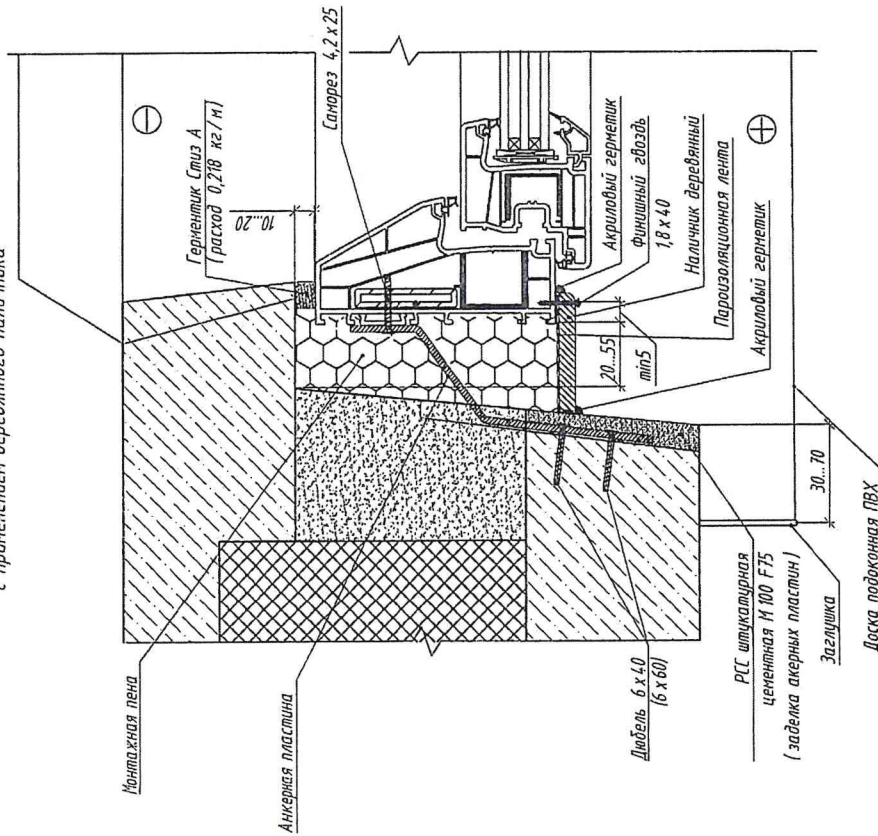 с применением деревянного наличника
Герментик Стиз А
(расход 0,218 кг/м)
10...20
Саморез 4,2 х 25
Монтажная пена
Анкерная пластина
Акриловый герметик
Финишный гвоздь
1,8 х 40
Наличник деревянный
Пароизоляционная лента
Акриловый герметик
20...55
min5
30...70
Дюбель 6 х 40
(6 х 60)
РСС штукатурная
цементная М 100 F75
(заделка акерных пластин)
Заглушка
Доска подоконная ПВХ